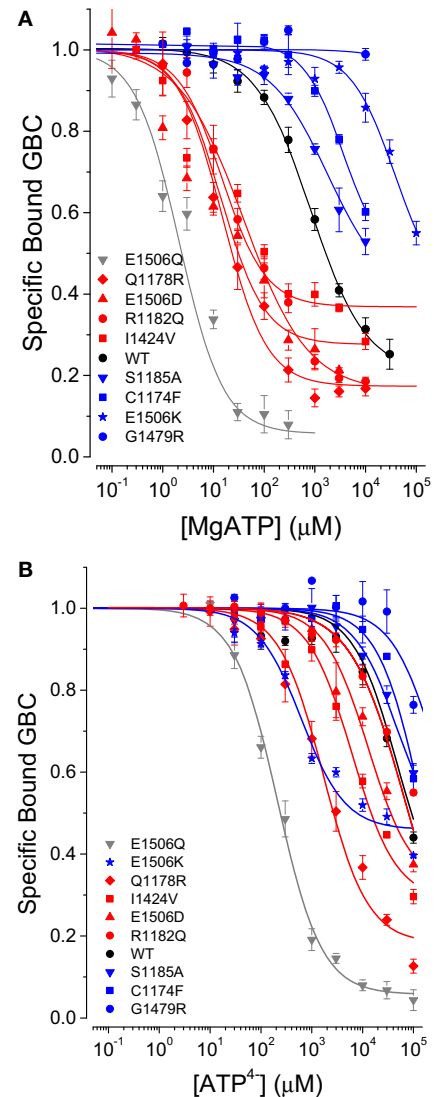 A
Specific Bound GBC
1.0
0.8
0.6
0.4
0.2
0.0
E1506Q
Q1178R
E1506D
R1182Q
I1424V
WT
S1185A
C1174F
E1506K
G1479R
10⁻¹ 10⁰ 10¹ 10² 10³ 10⁴ 10⁵
[MgATP] (μM)
B
Specific Bound GBC
1.0
0.8
0.6
0.4
0.2
0.0
E1506Q
E1506K
Q1178R
I1424V
E1506D
R1182Q
WT
S1185A
C1174F
G1479R
10⁻¹ 10⁰ 10¹ 10² 10³ 10⁴ 10⁵
[ATP⁴⁻] (μM)